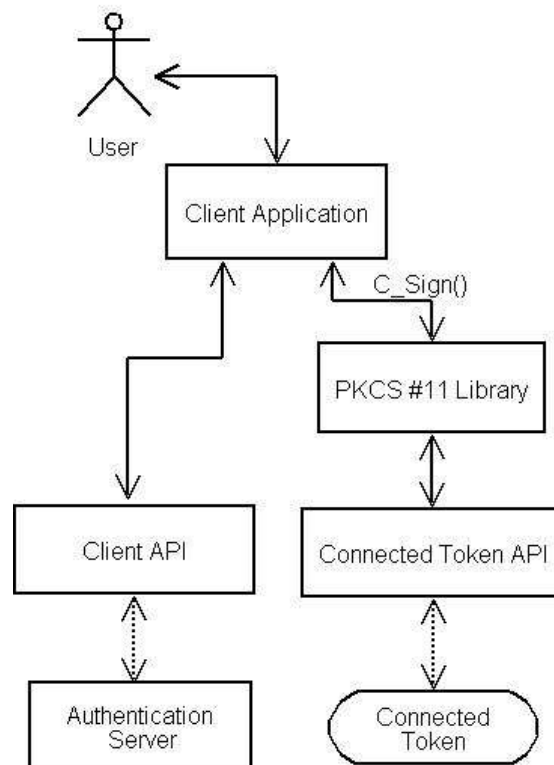 User
Client Application
C_Sign()
PKCS #11 Library
Client API
Connected Token API
Authentication
Server
Connected
Token